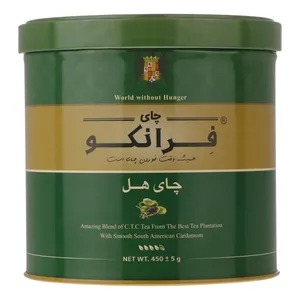 World without Hunger
چای
فرانکو®
همیشه وقت خوردن چای است
چای هل
Amazing Blend of C.T.C Tea From The Best Tea Plantation
With Smooth South American Cardamom
NET WT. 450 ± 5 g